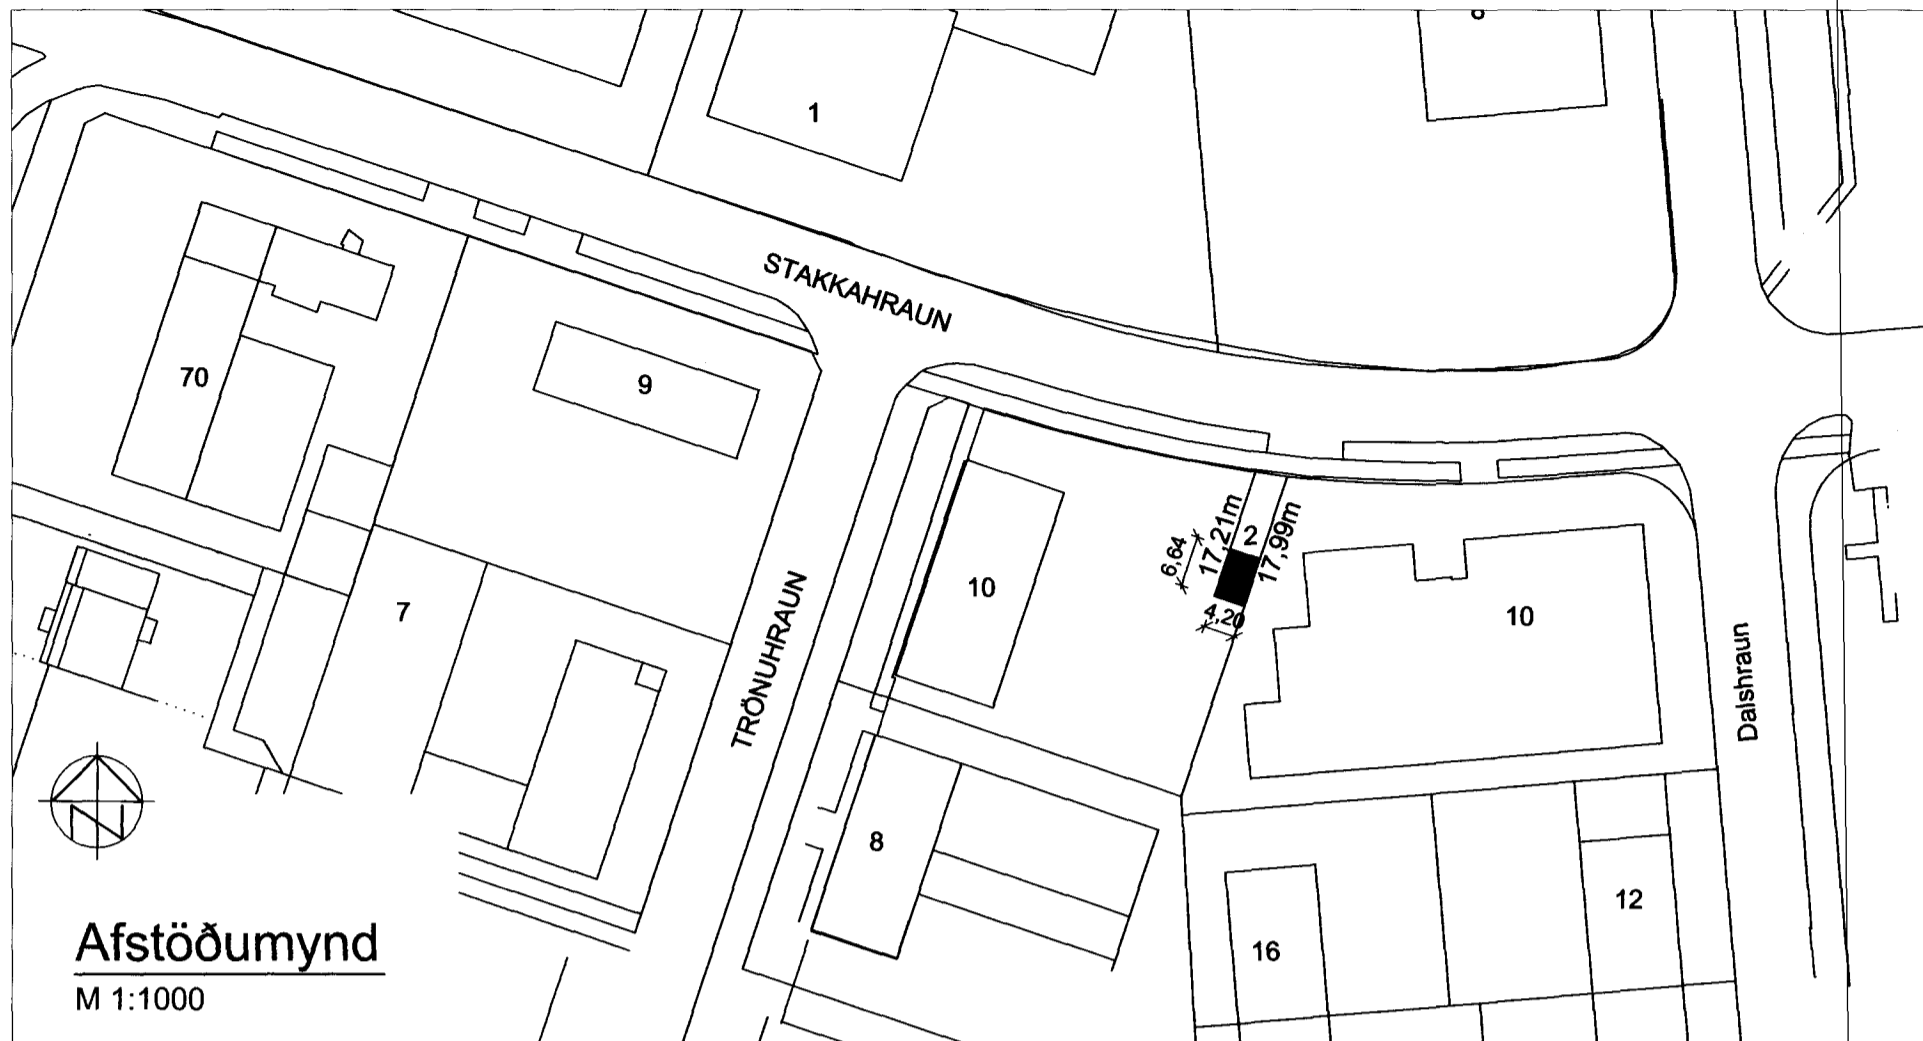 1
STAKKAHRAUN
70
9
17,21m
2
17,99m
6,64
4,20
10
10
7
TRÖNUHRAUN
Dalshraun
N
8
12
16
Afstöðumynd
M 1:1000